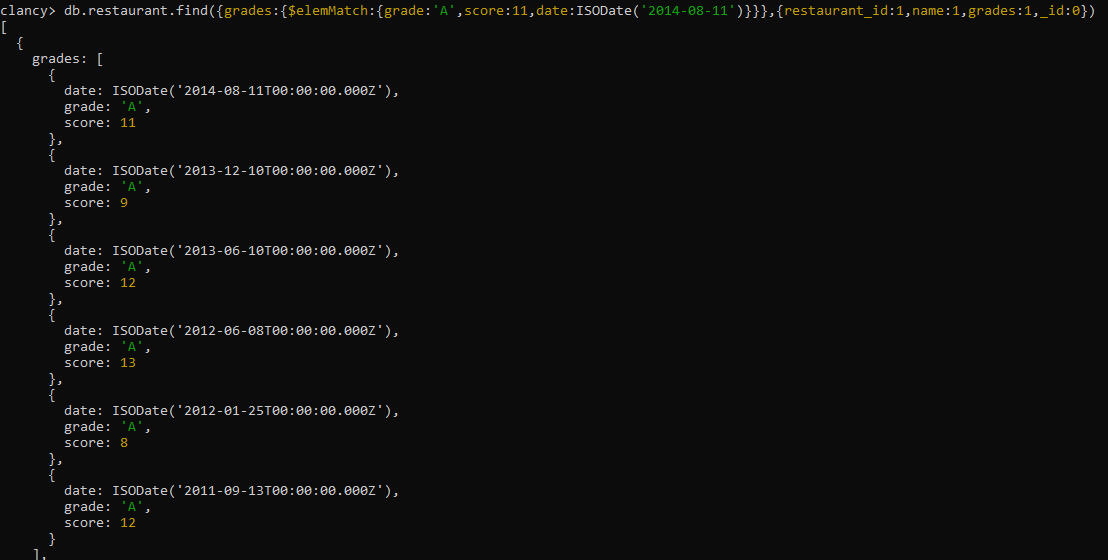 clancy> db.restaurant.find({grades:{$elemMatch:{grade:'A',score:11,date:ISODate('2014-08-11')}}},{restaurant_id:1,name:1,grades:1,_id:0})
[
  {
    grades: [
      {
        date: ISODate('2014-08-11T00:00:00.000Z'),
        grade: 'A',
        score: 11
      },
      {
        date: ISODate('2013-12-10T00:00:00.000Z'),
        grade: 'A',
        score: 9
      },
      {
        date: ISODate('2013-06-10T00:00:00.000Z'),
        grade: 'A',
        score: 12
      },
      {
        date: ISODate('2012-06-08T00:00:00.000Z'),
        grade: 'A',
        score: 13
      },
      {
        date: ISODate('2012-01-25T00:00:00.000Z'),
        grade: 'A',
        score: 8
      },
      {
        date: ISODate('2011-09-13T00:00:00.000Z'),
        grade: 'A',
        score: 12
      }
    ],